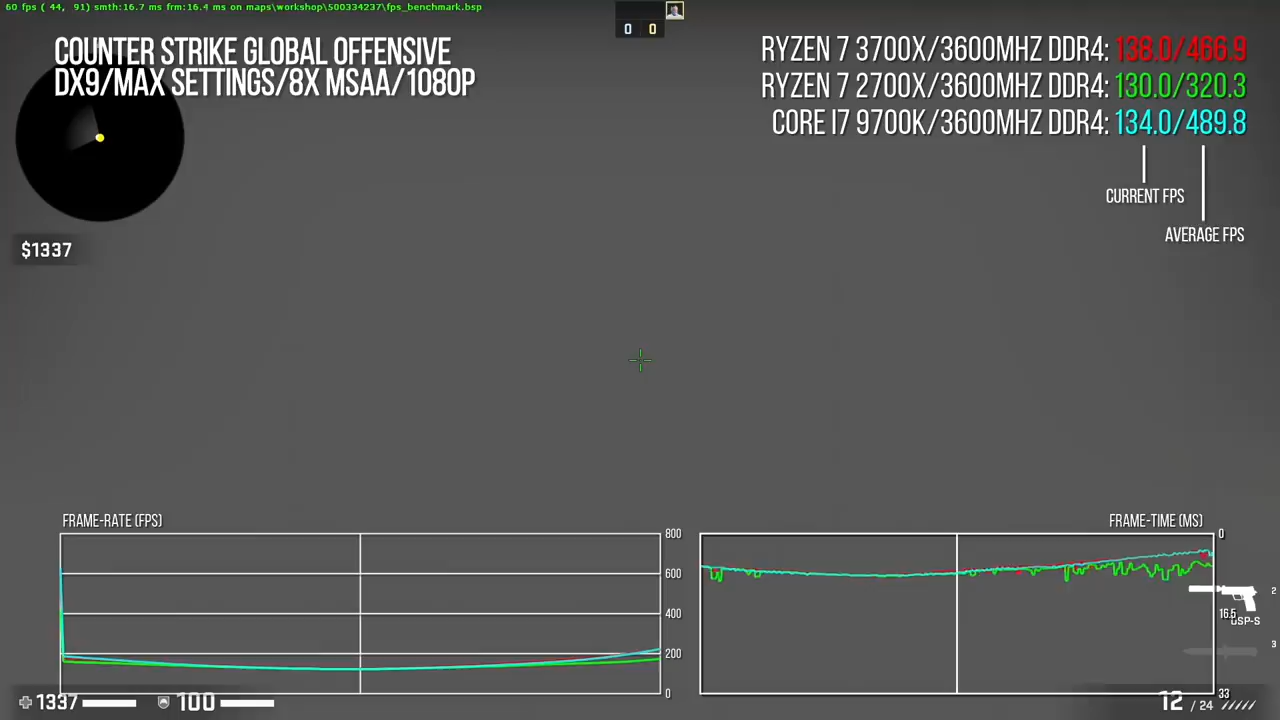 60 fps ( 44, 91) smth:16.7 ms frm:16.4 ms on maps\workshop\500334237\fps_benchmark.bsp
0 0
COUNTER STRIKE GLOBAL OFFENSIVE
DX9/MAX SETTINGS/8X MSAA/1080P
RYZEN 7 3700X/3600MHZ DDR4: 138.0/466.9
RYZEN 7 2700X/3600MHZ DDR4: 130.0/320.3
CORE I7 9700K/3600MHZ DDR4: 134.0/489.8
CURRENT FPS
AVERAGE FPS
$1337
FRAME-RATE (FPS)
800
600
400
200
0
FRAME-TIME (MS)
0
16.5
33
2
USP-S
3
1337
100
12 / 24